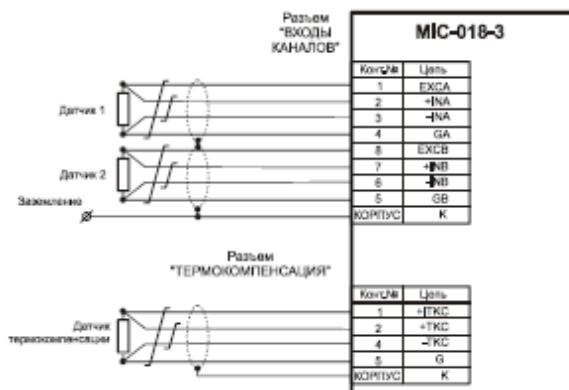 Разъем
"ВХОДЫ
КАНАЛОВ"
MIC-018-3
Конт.№ Цепь
1 EXCA
2 +INA
3 -INA
4 GA
8 EXCB
7 +INB
6 -INB
5 GB
КОРПУС K
Датчик 1
Датчик 2
Заземление
Разъем
"ТЕРМОКОМПЕНСАЦИЯ"
Конт.№ Цепь
1 +ITKC
2 +TKC
4 -TKC
5 G
КОРПУС K
Датчик
термокомпенсации